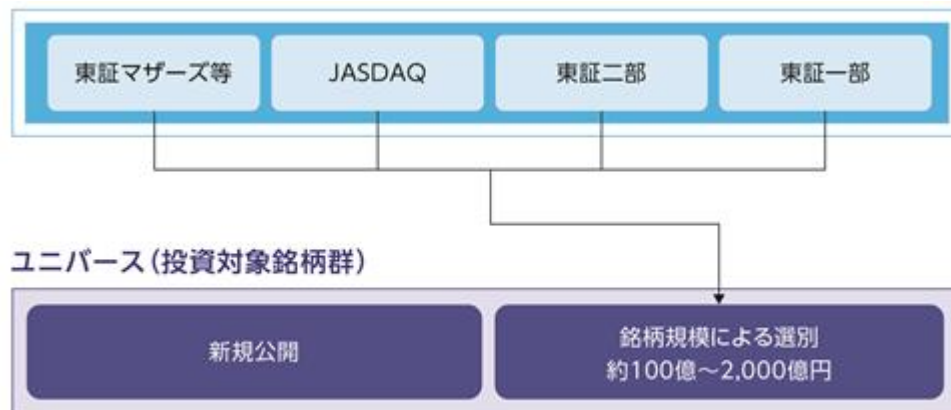 東証マザーズ等
JASDAQ
東証二部
東証一部
ユニバース(投資対象銘柄群)
新規公開
銘柄規模による選別
約100億～2,000億円